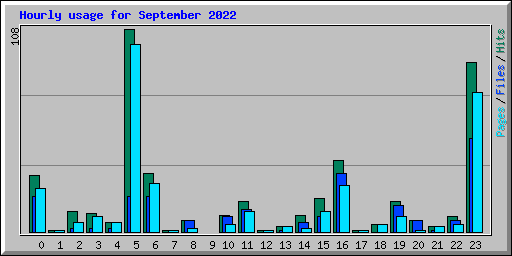 Hourly usage for September 2022
108
Pages / Files / Hits
0 1 2 3 4 5 6 7 8 9 10 11 12 13 14 15 16 17 18 19 20 21 22 23